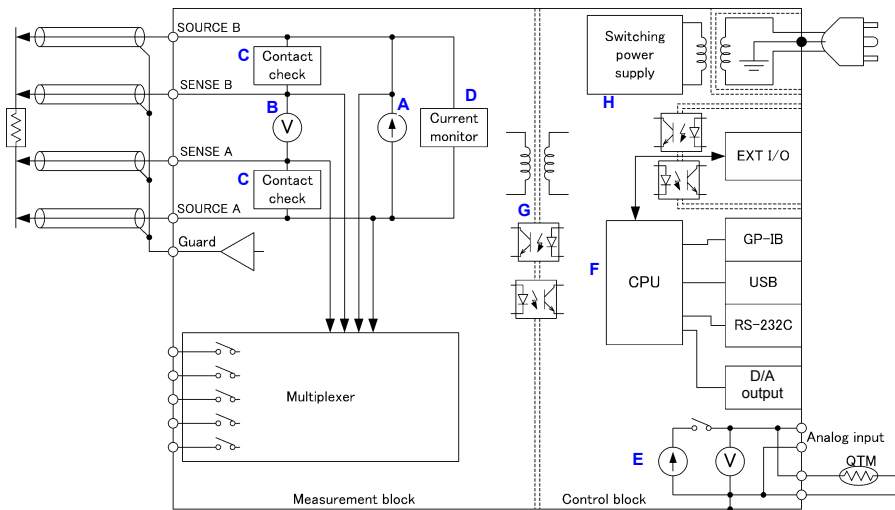 SOURCE B
C
Contact
check
SENSE B
B
V
A
D
Current
monitor
SENSE A
C
Contact
check
SOURCE A
Guard
Multiplexer
Measurement block
G
Switching
power
supply
H
EXT I/O
F
CPU
GP-IB
USB
RS-232C
D/A
output
E
V
Analog input
QTM
Control block